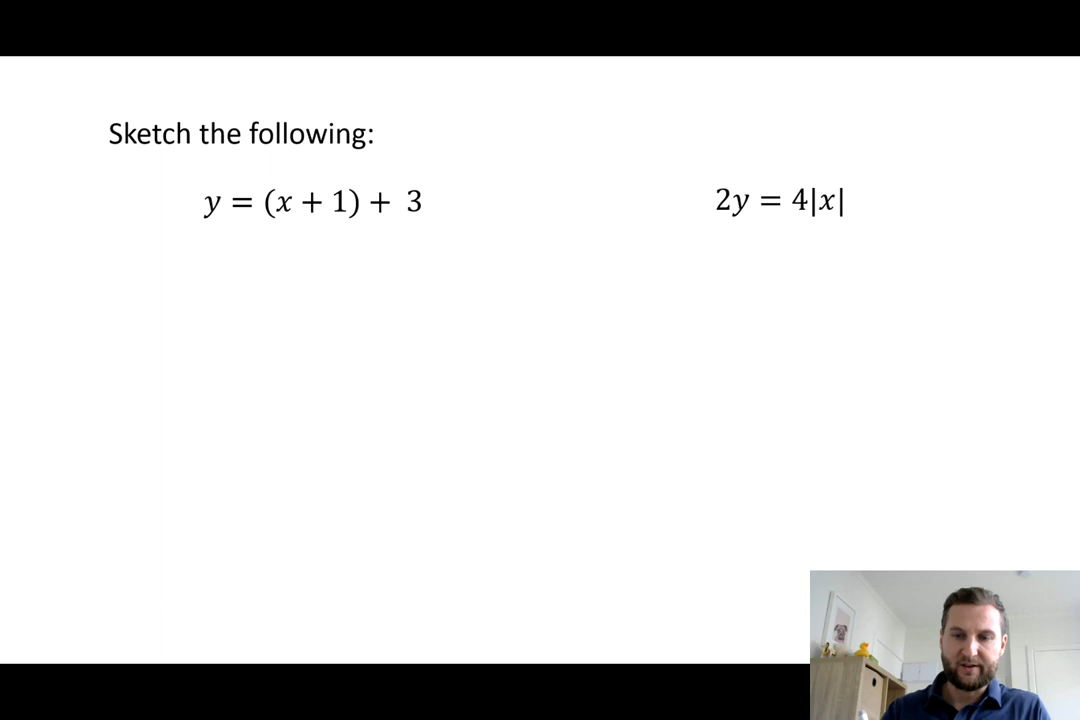 Sketch the following:
y = (x + 1) + 3
2y = 4|x|